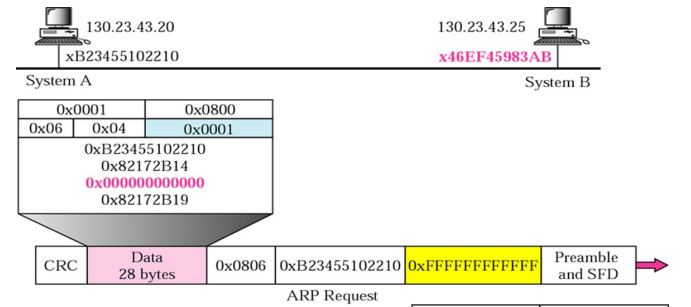 130.23.43.20
130.23.43.25
xB23455102210
x46EF45983AB
System A
System B
0x0001 0x0800
0x06 0x04 0x0001
0xB23455102210
0x82172B14
0x000000000000
0x82172B19
CRC
Data
28 bytes
0x0806
0xB23455102210
0xFFFFFFFFFFFF
Preamble
and SFD
ARP Request